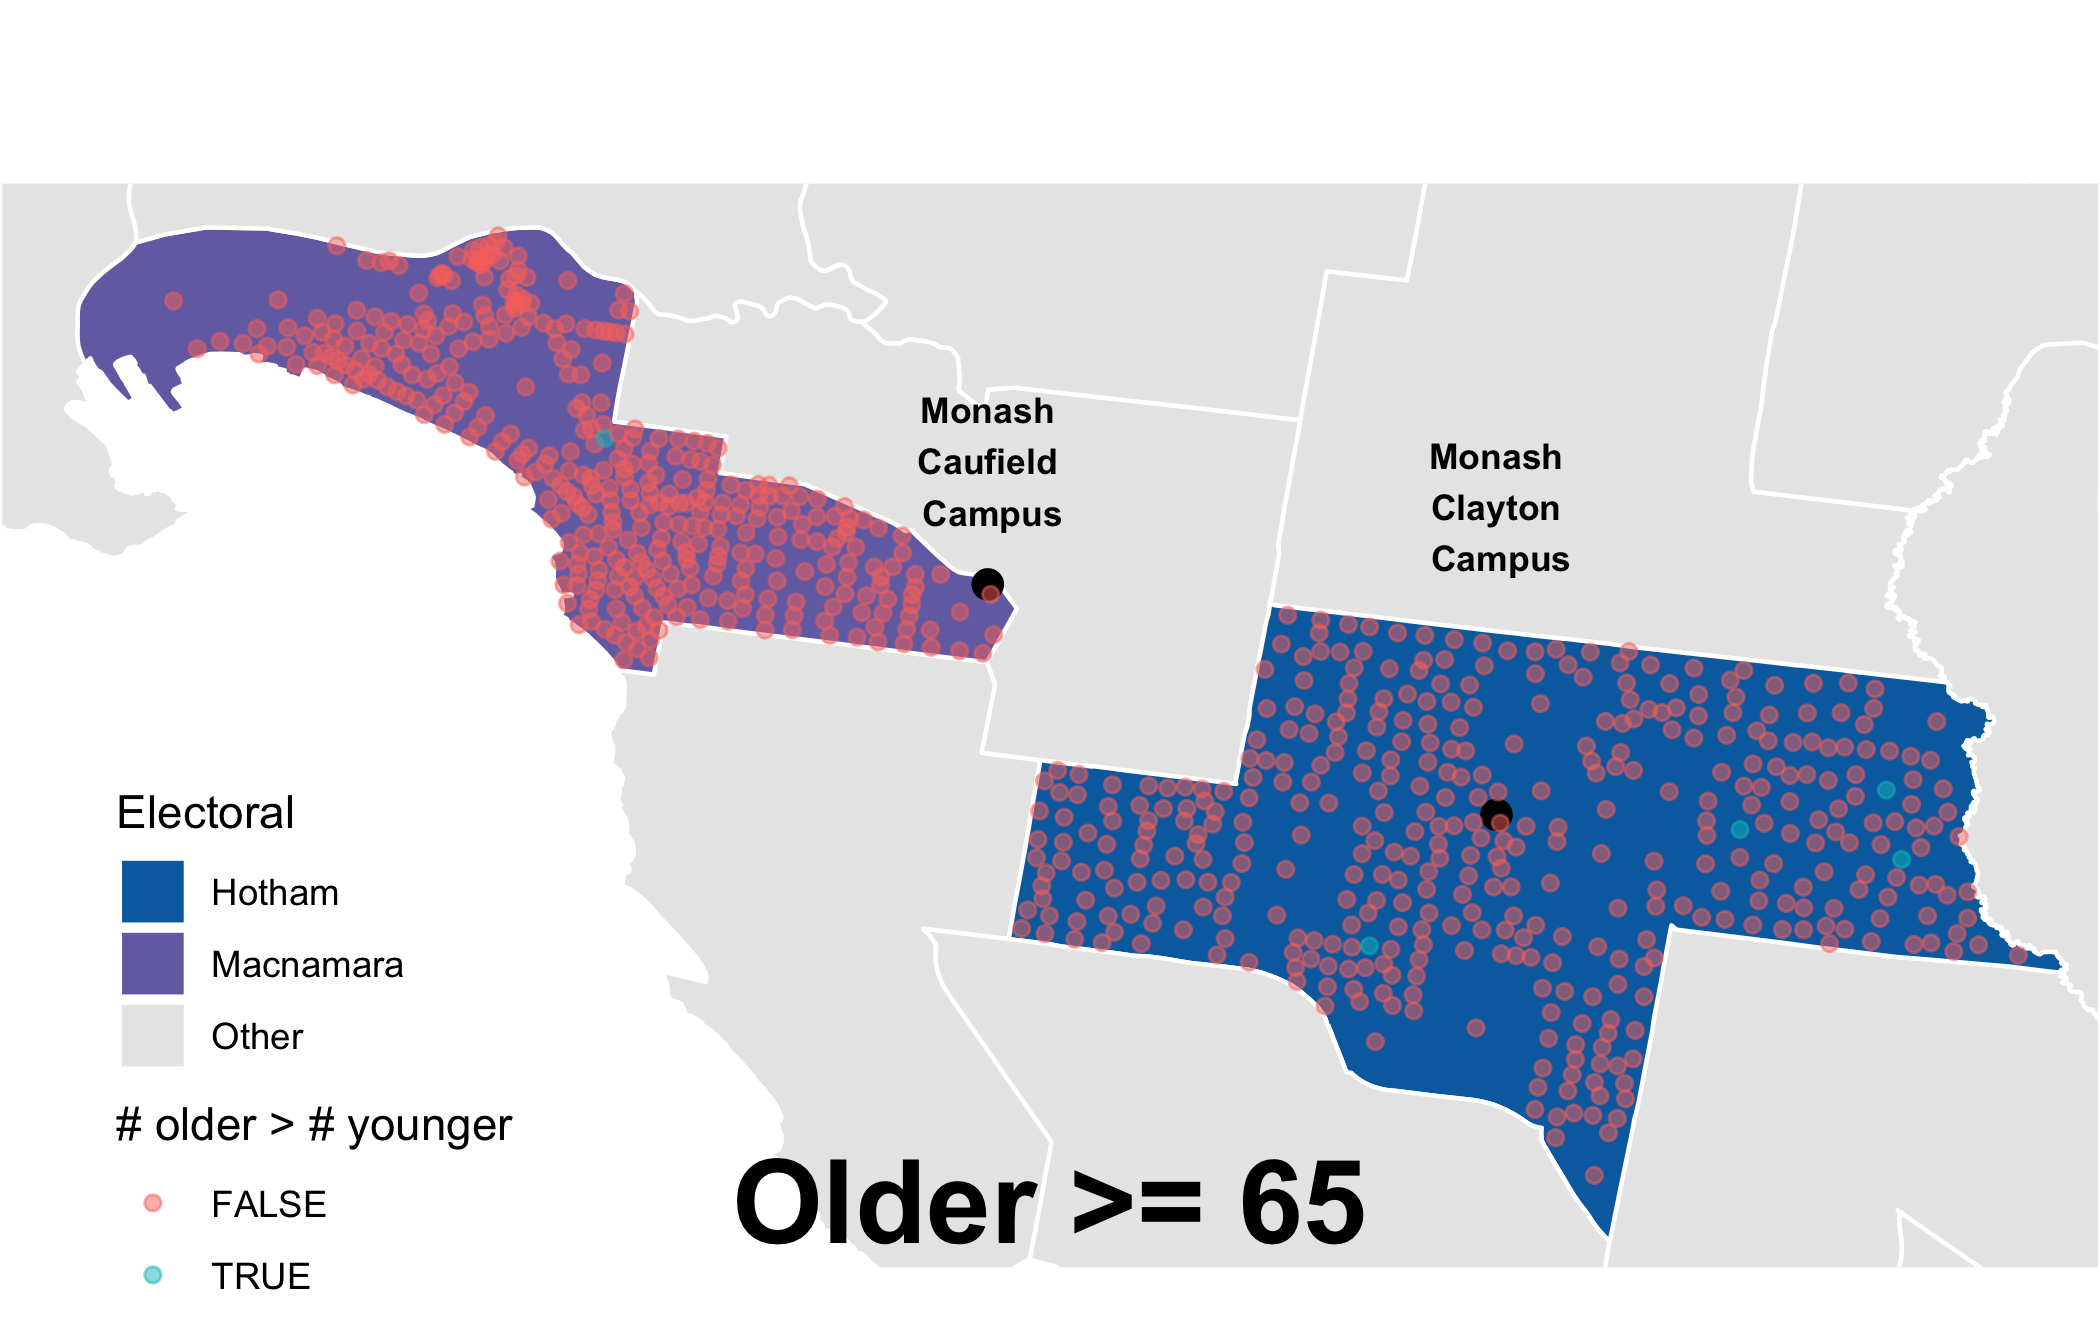 Monash
Caufield
Campus
Monash
Clayton
Campus
Electoral
Hotham
Macnamara
Other
# older > # younger
FALSE
TRUE
Older >= 65